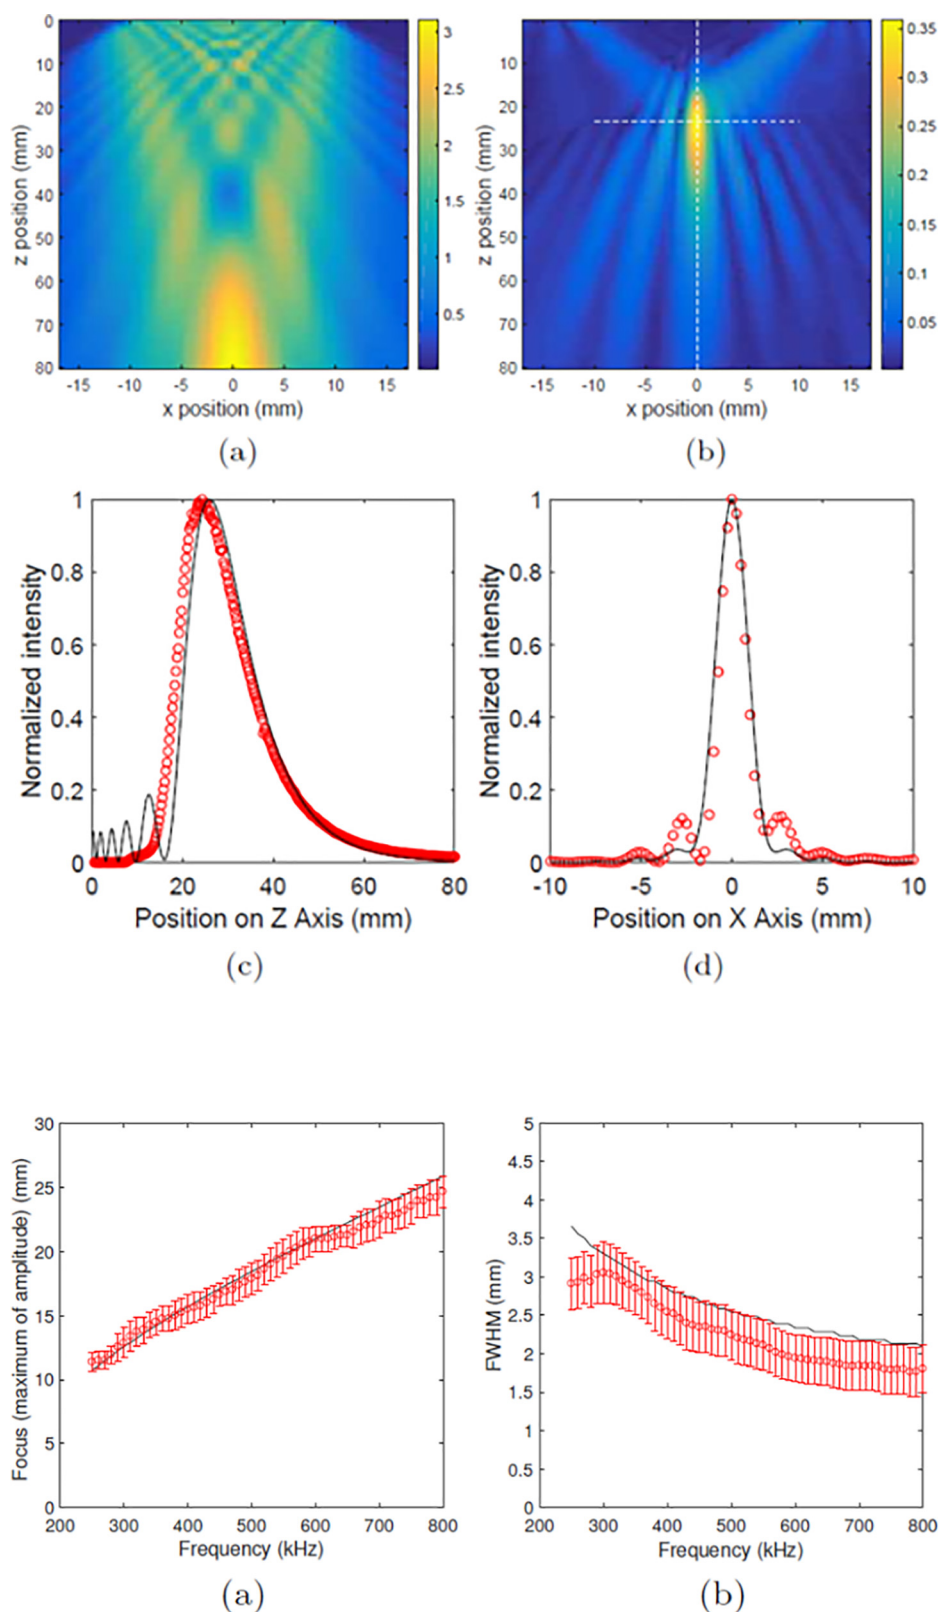 0
10
20
30
40
50
60
70
80
z position (mm)
-15 -10 -5 0 5 10 15
x position (mm)
3
2.5
2
1.5
1
0.5
(a)
0
10
20
30
40
50
60
70
80
z position (mm)
-15 -10 -5 0 5 10 15
x position (mm)
0.35
0.3
0.25
0.2
0.15
0.1
0.05
(b)
1
0.8
0.6
0.4
0.2
0
Normalized intensity
0 20 40 60 80
Position on Z Axis (mm)
(c)
1
0.8
0.6
0.4
0.2
0
Normalized intensity
-10 -5 0 5 10
Position on X Axis (mm)
(d)
30
25
20
15
10
5
0
Focus (maximum of amplitude) (mm)
200 300 400 500 600 700 800
Frequency (kHz)
(a)
5
4.5
4
3.5
3
2.5
2
1.5
1
0.5
0
FWHM (mm)
200 300 400 500 600 700 800
Frequency (kHz)
(b)